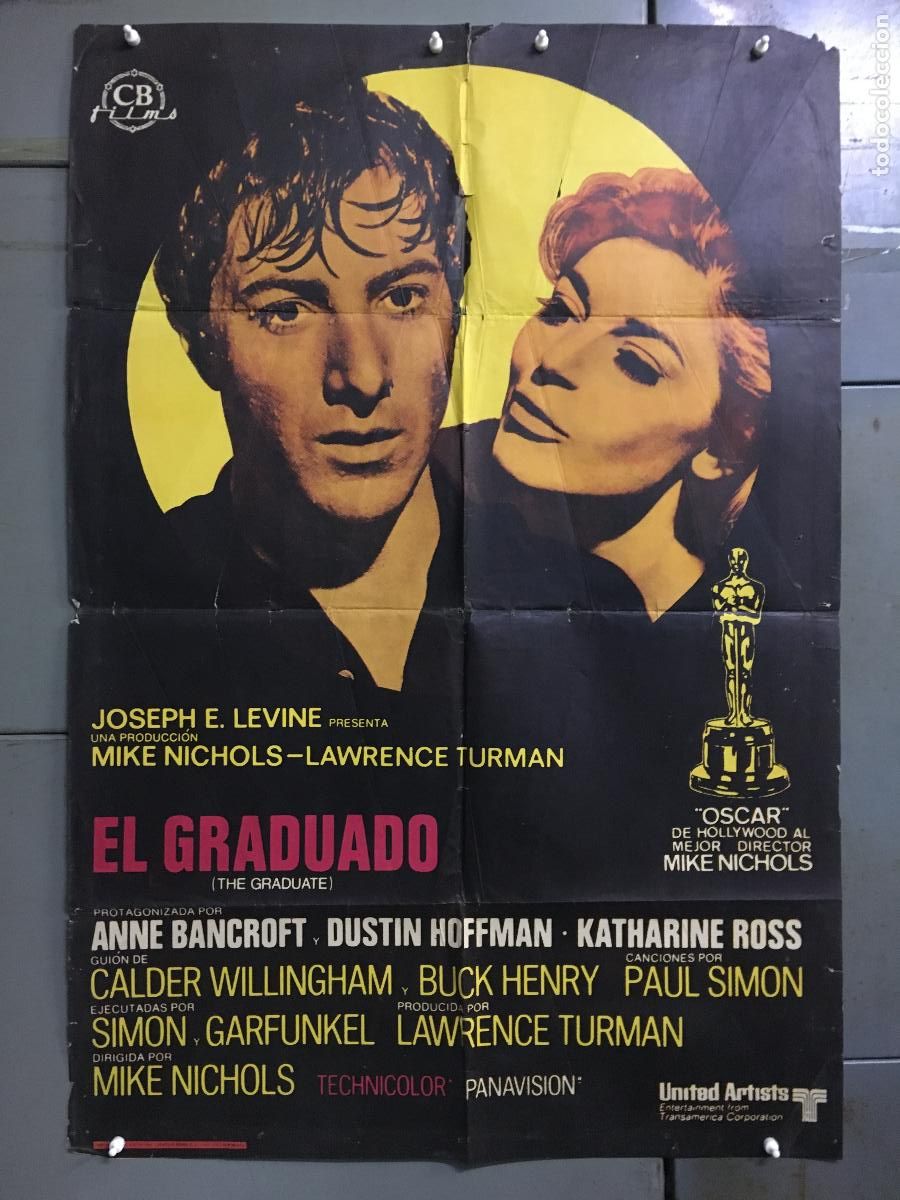 todocoleccion
CB
films
JOSEPH E. LEVINE PRESENTA
UNA PRODUCCIÓN
MIKE NICHOLS-LAWRENCE TURMAN
EL GRADUADO
(THE GRADUATE)
"OSCAR"
DE HOLLYWOOD AL
MEJOR DIRECTOR
MIKE NICHOLS
PROTAGONIZADA POR
ANNE BANCROFT Y DUSTIN HOFFMAN · KATHARINE ROSS
GUIÓN DE CANCIONES POR
CALDER WILLINGHAM Y BUCK HENRY PAUL SIMON
EJECUTADAS POR PRODUCIDA POR
SIMON Y GARFUNKEL LAWRENCE TURMAN
DIRIGIDA POR
MIKE NICHOLS TECHNICOLOR PANAVISION
United Artists
Entertainment from
Transamerica Corporation